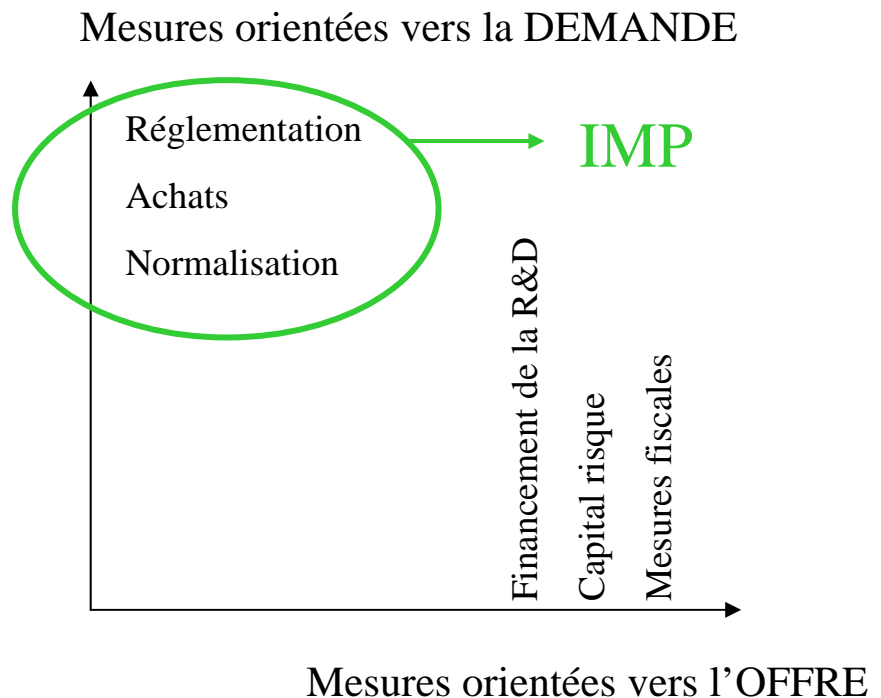 Mesures orientées vers la DEMANDE
Réglementation
IMP
Achats
Normalisation
Financement de la R&D
Capital risque
Mesures fiscales
Mesures orientées vers l’OFFRE